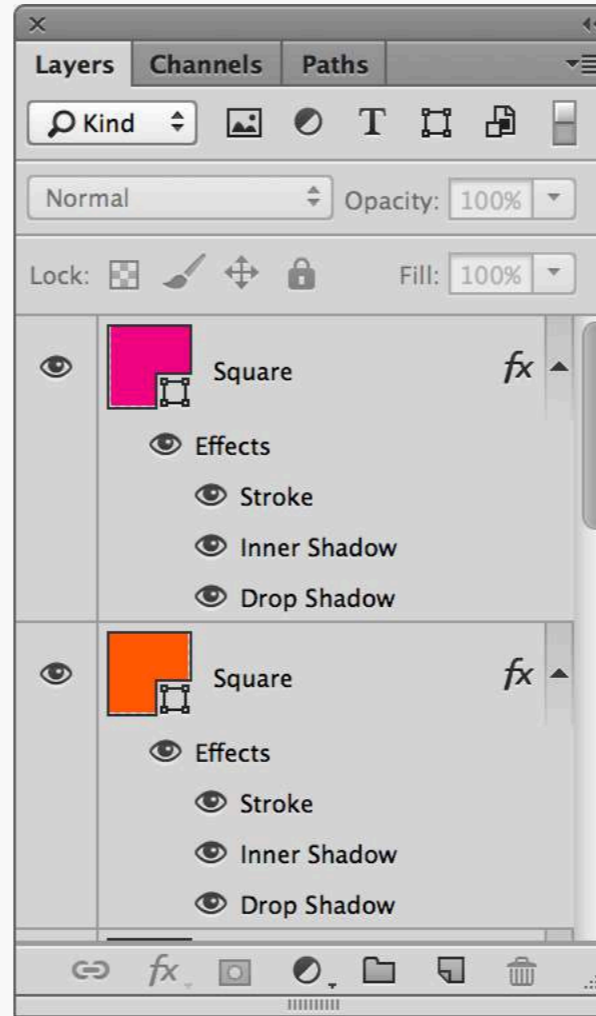 Layers Channels Paths
Kind T
Normal Opacity: 100%
Lock: Fill: 100%
Square fx
Effects
Stroke
Inner Shadow
Drop Shadow
Square fx
Effects
Stroke
Inner Shadow
Drop Shadow
fx